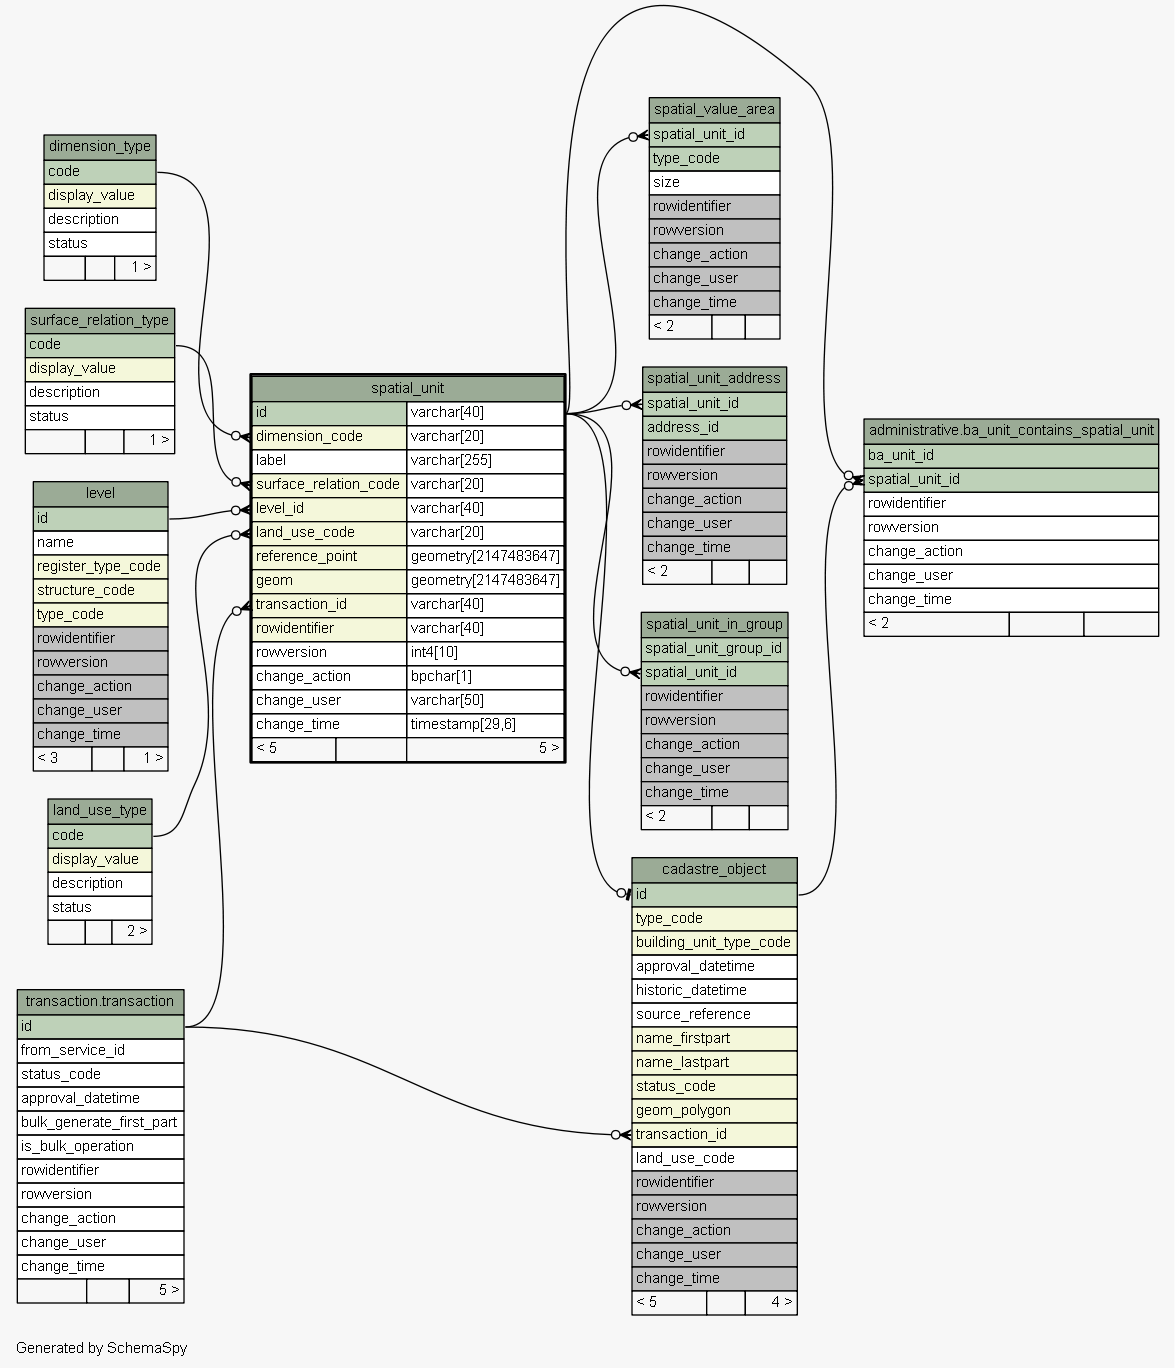 dimension_type
code
display_value
description
status
1 >
surface_relation_type
code
display_value
description
status
1 >
level
id
name
register_type_code
structure_code
type_code
rowidentifier
rowversion
change_action
change_user
change_time
< 3 1 >
land_use_type
code
display_value
description
status
2 >
transaction.transaction
id
from_service_id
status_code
approval_datetime
bulk_generate_first_part
is_bulk_operation
rowidentifier
rowversion
change_action
change_user
change_time
5 >
spatial_unit
id varchar[40]
dimension_code varchar[20]
label varchar[255]
surface_relation_code varchar[20]
level_id varchar[40]
land_use_code varchar[20]
reference_point geometry[2147483647]
geom geometry[2147483647]
transaction_id varchar[40]
rowidentifier varchar[40]
rowversion int4[10]
change_action bpchar[1]
change_user varchar[50]
change_time timestamp[29,6]
< 5 5 >
spatial_value_area
spatial_unit_id
type_code
size
rowidentifier
rowversion
change_action
change_user
change_time
< 2
spatial_unit_address
spatial_unit_id
address_id
rowidentifier
rowversion
change_action
change_user
change_time
< 2
spatial_unit_in_group
spatial_unit_group_id
spatial_unit_id
rowidentifier
rowversion
change_action
change_user
change_time
< 2
cadastre_object
id
type_code
building_unit_type_code
approval_datetime
historic_datetime
source_reference
name_firstpart
name_lastpart
status_code
geom_polygon
transaction_id
land_use_code
rowidentifier
rowversion
change_action
change_user
change_time
< 5 4 >
administrative.ba_unit_contains_spatial_unit
ba_unit_id
spatial_unit_id
rowidentifier
rowversion
change_action
change_user
change_time
< 2
Generated by SchemaSpy